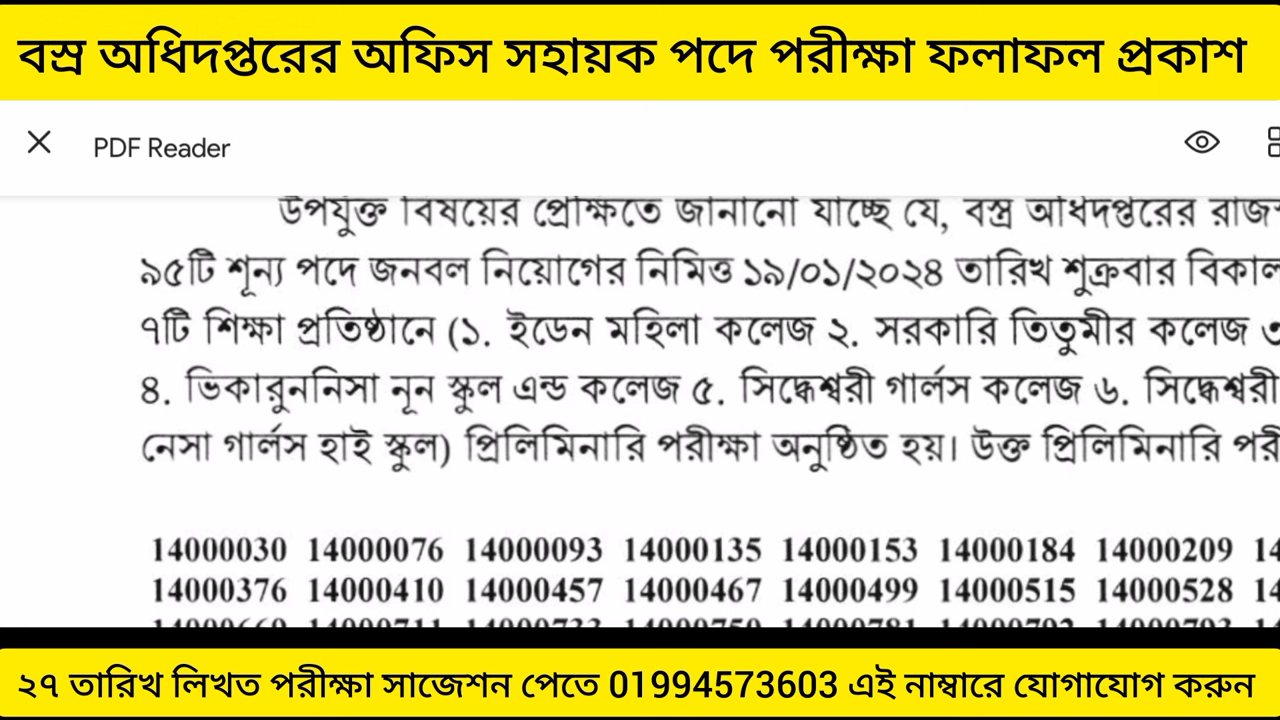 বস্ত্র অধিদপ্তরের অফিস সহায়ক পদে পরীক্ষা ফলাফল প্রকাশ
PDF Reader
উপর্যুক্ত বিষয়ের প্রেক্ষিতে জানানো যাচ্ছে যে, বস্ত্র অধিদপ্তরের
৯৫টি শূন্য পদে জনবল নিয়োগের নিমিত্ত ১৯/০১/২০২৪ তারিখ শুক্রবার বিকাল
৭টি শিক্ষা প্রতিষ্ঠানে (১. ইডেন মহিলা কলেজ ২. সরকারি তিতুমীর কলেজ ৩
৪. ভিকারুননিসা নূন স্কুল এন্ড কলেজ ৫. সিদ্ধেশ্বরী গার্লস কলেজ ৬. সিদ্ধেশ্বরী
নেসা গার্লস হাই স্কুল) প্রিলিমিনারি পরীক্ষা অনুষ্ঠিত হয়। উক্ত প্রিলিমিনারি
14000030 14000076 14000093 14000135 14000153 14000184 14000209
14000376 14000410 14000457 14000467 14000499 14000515 14000528
২৭ তারিখ লিখত পরীক্ষা সাজেশন পেতে 01994573603 এই নাম্বারে যোগাযোগ করুন